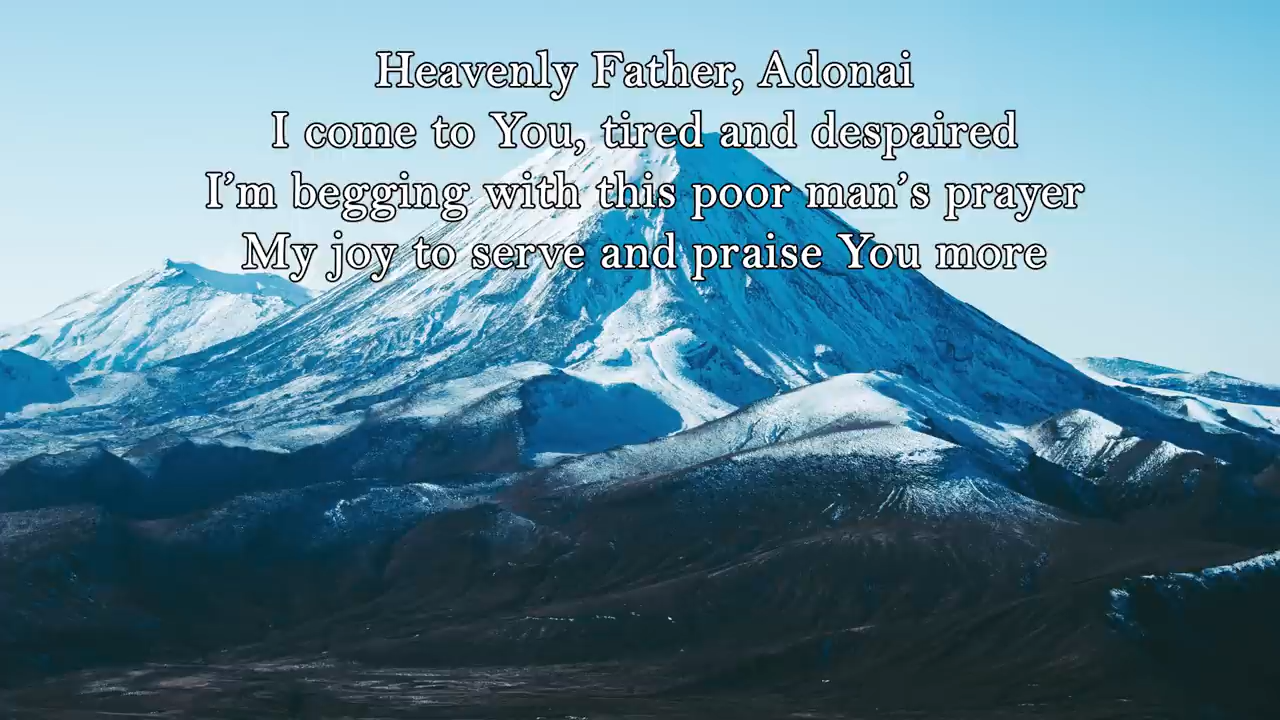 Heavenly Father, Adonai
I come to You, tired and despaired
I’m begging with this poor man’s prayer
My joy to serve and praise You more